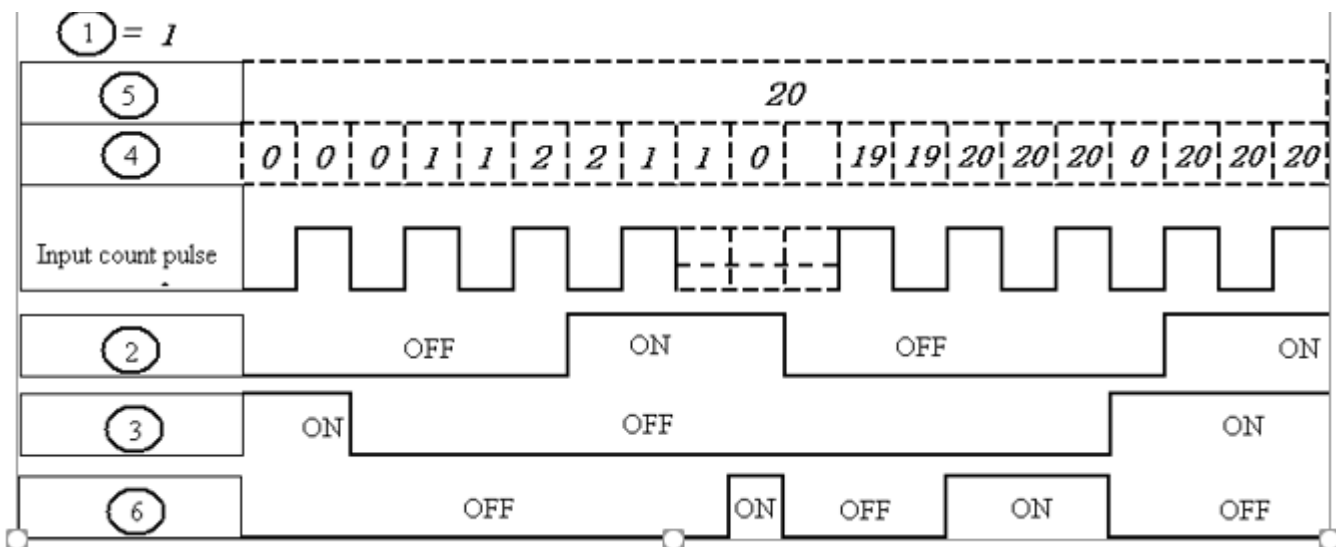 1 = 1
5 20
4 0 0 0 1 1 2 2 1 1 0 19 19 20 20 20 0 20 20 20
Input count pulse
2 OFF ON OFF ON
3 ON OFF ON
6 OFF ON OFF ON OFF